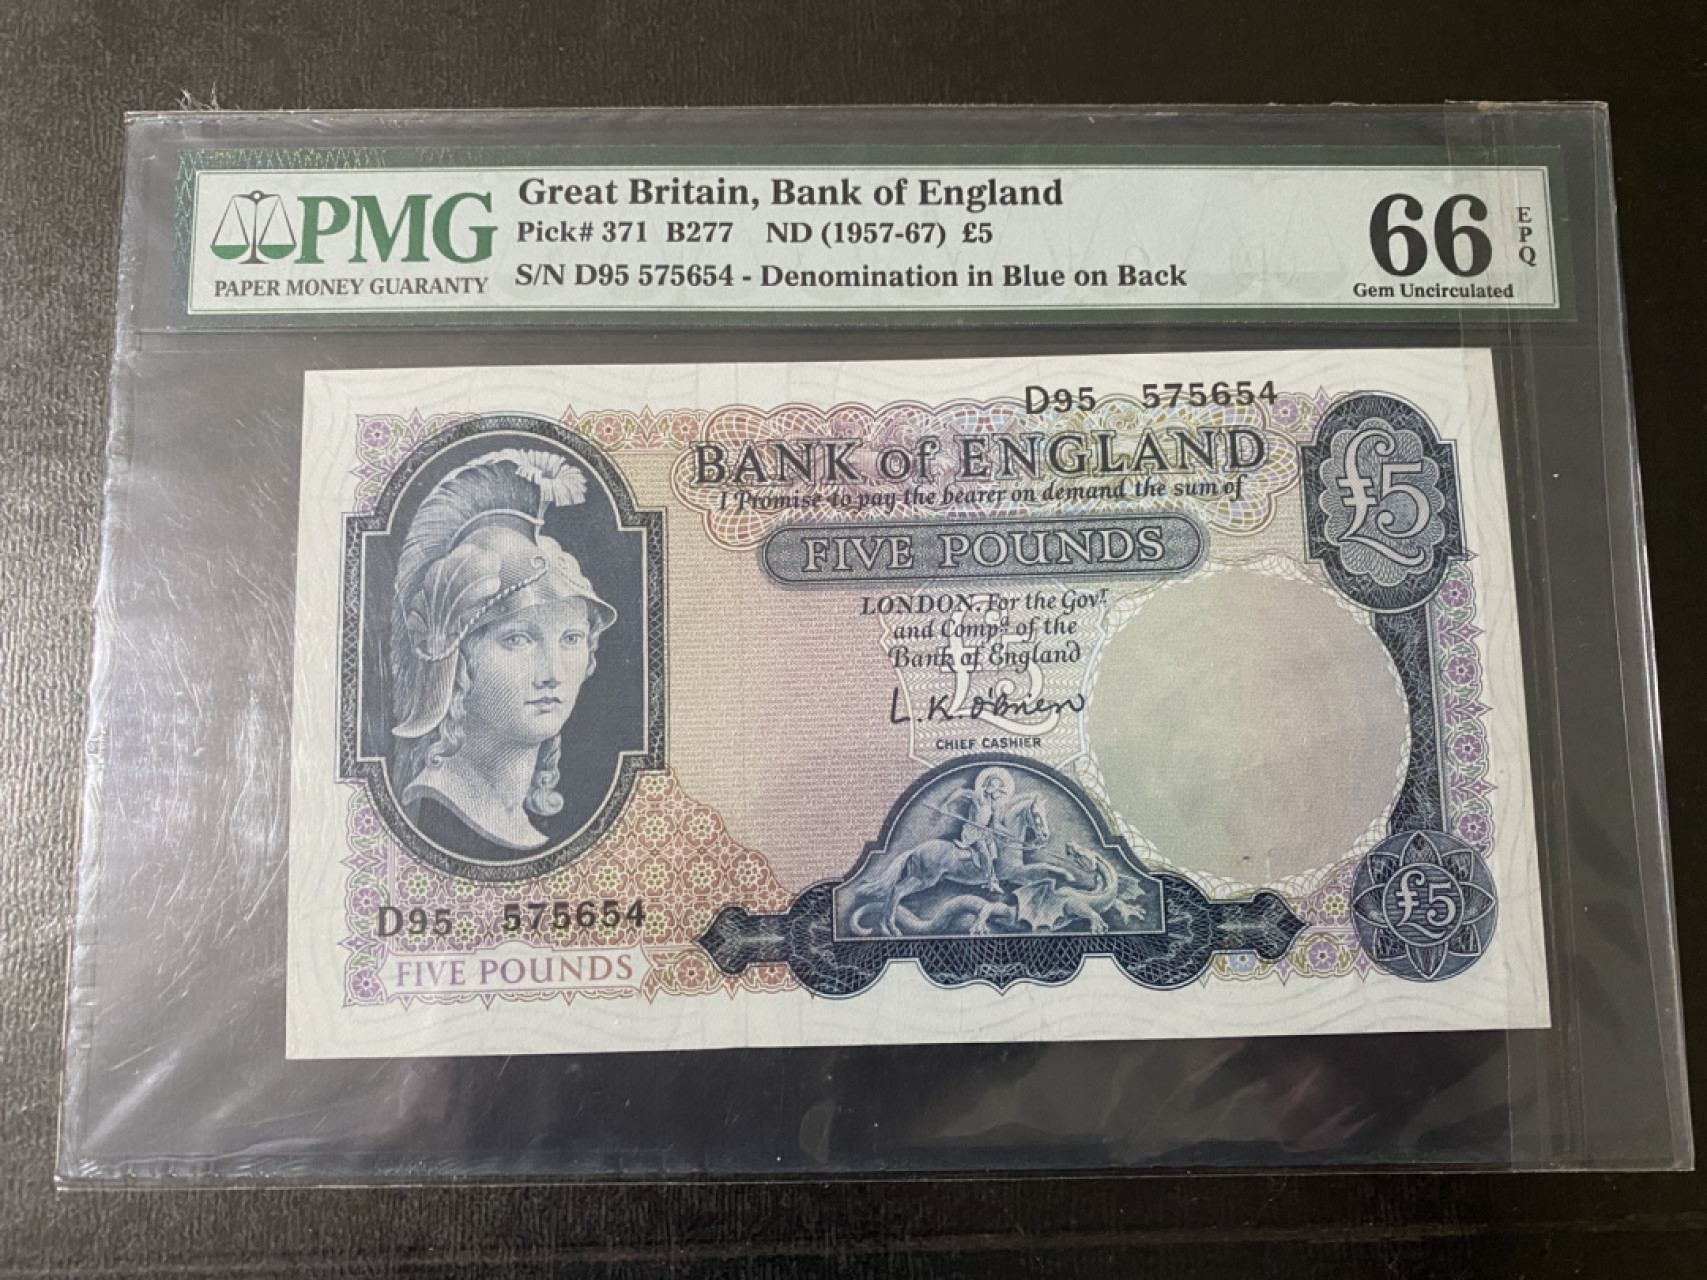 PMG
PAPER MONEY GUARANTY
Great Britain, Bank of England
Pick# 371 B277 ND (1957-67) £5
S/N D95 575654 - Denomination in Blue on Back
66
EPQ
Gem Uncirculated
D95 575654
BANK of ENGLAND
I Promise to pay the bearer on demand the sum of
£5
FIVE POUNDS
LONDON. For the Govr
and Compa of the
Bank of England
£5
L.K. O'Brien
CHIEF CASHIER
D95 575654
FIVE POUNDS
£5